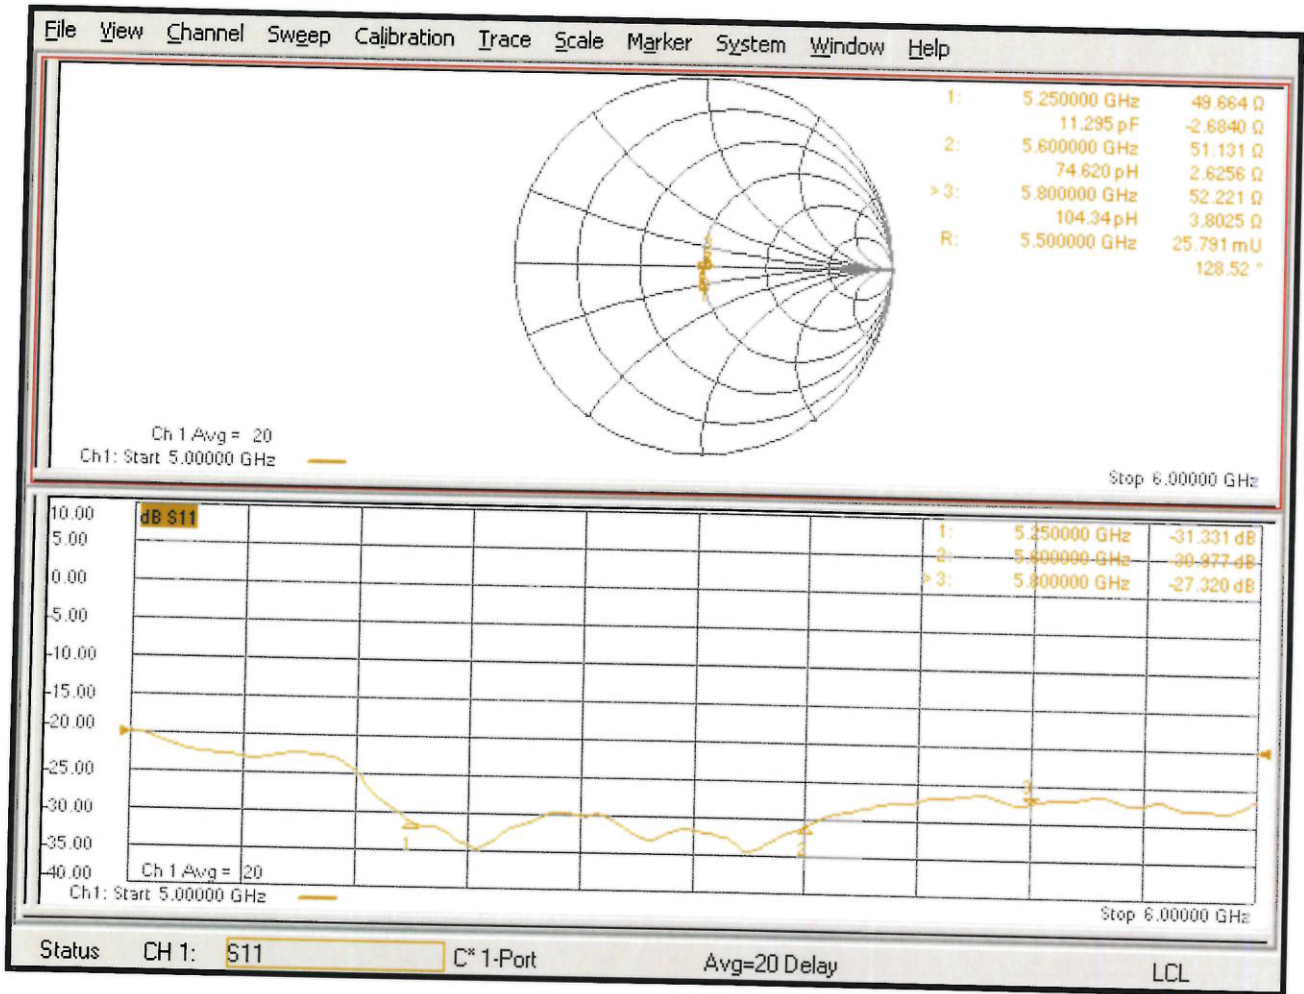 File View Channel Sweep Calibration Trace Scale Marker System Window Help
1: 5.250000 GHz 49.664 Ω
11.295 pF -2.6840 Ω
2: 5.600000 GHz 51.131 Ω
74.620 pH 2.6256 Ω
> 3: 5.800000 GHz 52.221 Ω
104.34 pH 3.8025 Ω
R: 5.500000 GHz 25.791 mU
128.52 °
Ch 1 Avg = 20
Ch1: Start 5.00000 GHz
Stop 6.00000 GHz
10.00
dB S11
5.00
0.00
-5.00
-10.00
-15.00
-20.00
-25.00
-30.00
-35.00
-40.00
1: 5.250000 GHz -31.331 dB
2: 5.600000 GHz -30.977 dB
> 3: 5.800000 GHz -27.320 dB
1
2
3
Ch 1 Avg = 20
Ch1: Start 5.00000 GHz
Stop 6.00000 GHz
Status CH 1: S11 C* 1-Port Avg=20 Delay LCL